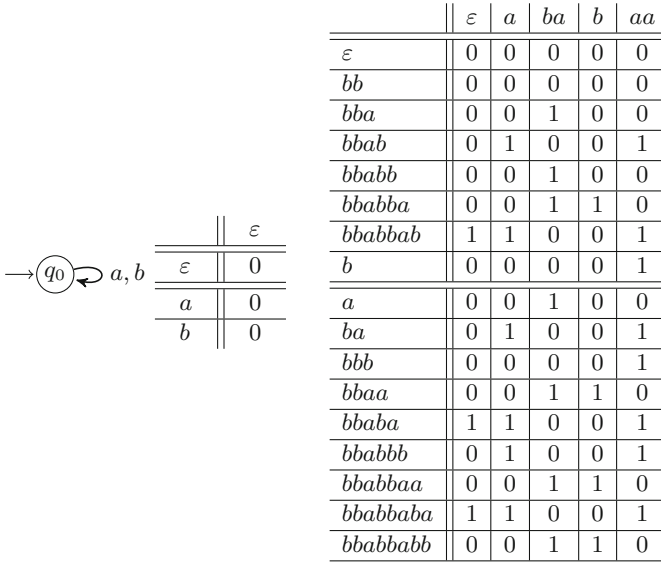 ε a ba b aa
ε 0 0 0 0 0
bb 0 0 0 0 0
bba 0 0 1 0 0
bbab 0 1 0 0 1
bbabb 0 0 1 0 0
bbabba 0 0 1 1 0
bbabbab 1 1 0 0 1
b 0 0 0 0 1
a 0 0 1 0 0
ba 0 1 0 0 1
bbb 0 0 0 0 1
bbaa 0 0 1 1 0
bbaba 1 1 0 0 1
bbabbb 0 1 0 0 1
bbabbaa 0 0 1 1 0
bbabbaba 1 1 0 0 1
bbabbabb 0 0 1 1 0
q0 a, b
ε
ε 0
a 0
b 0